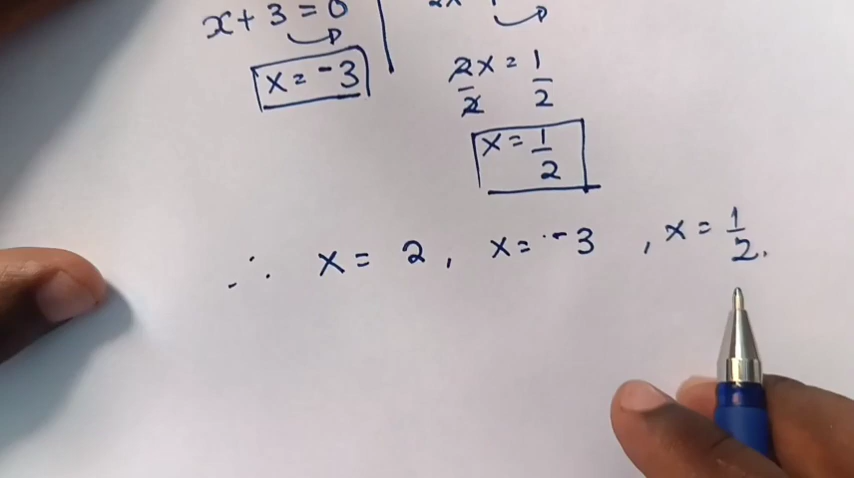 x + 3 = 0
x = -3
2x = 1
2 2
x = 1/2
∴ x = 2, x = -3, x = 1/2.